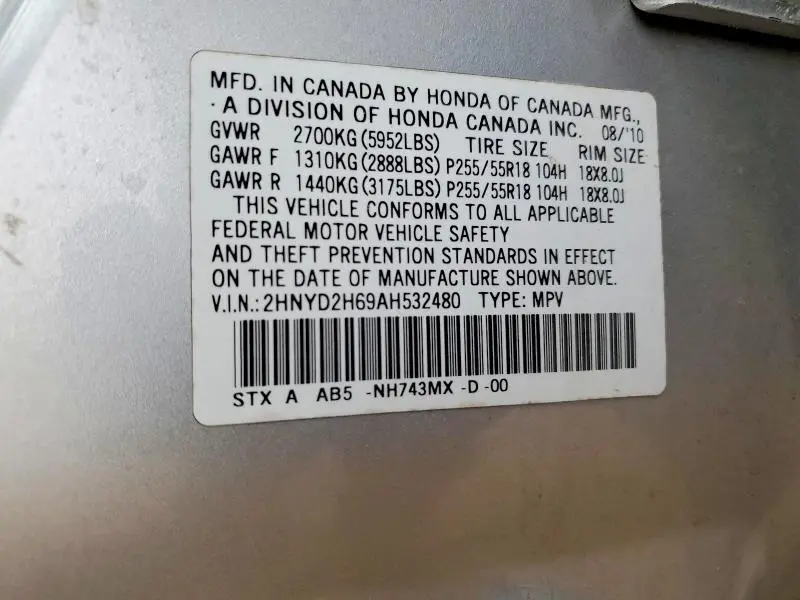 MFD. IN CANADA BY HONDA OF CANADA MFG.,
· A DIVISION OF HONDA CANADA INC. 08/'10
GVWR 2700KG(5952LBS) TIRE SIZE RIM SIZE
GAWR F 1310KG(2888LBS) P255/55R18 104H 18X8.0J
GAWR R 1440KG(3175LBS) P255/55R18 104H 18X8.0J
THIS VEHICLE CONFORMS TO ALL APPLICABLE
FEDERAL MOTOR VEHICLE SAFETY
AND THEFT PREVENTION STANDARDS IN EFFECT
ON THE DATE OF MANUFACTURE SHOWN ABOVE.
V.I.N.:2HNYD2H69AH532480 TYPE: MPV
STX A AB5 -NH743MX -D -00